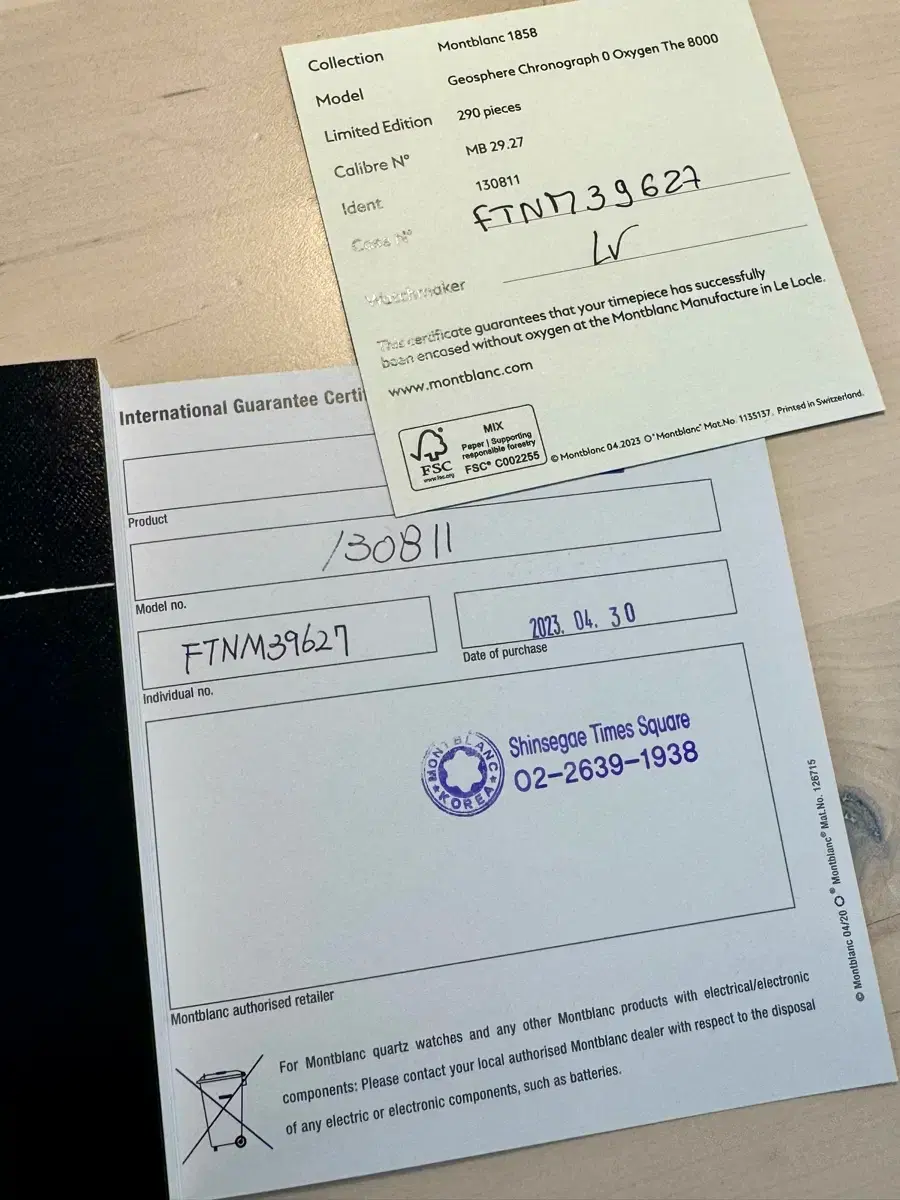 Collection Montblanc 1858
Model Geosphere Chronograph 0 Oxygen The 8000
Limited Edition 290 pieces
Calibre N° MB 29.27
Ident 130811
Case N° FTNM39627
Watchmaker LV
This certificate guarantees that your timepiece has successfully
been encased without oxygen at the Montblanc Manufacture in Le Locle.
www.montblanc.com
FSC
www.fsc.org
MIX
Paper | Supporting
responsible forestry
FSC® C002255
© Montblanc 04.2023 O® Montblanc® Mat.No. 1135137, Printed in Switzerland.
International Guarantee Certi
Product
130811
Model no.
FTNM39627
Individual no.
2023. 04. 30
Date of purchase
MONTBLANC
KOREA
Shinsegae Times Square
02-2639-1938
Montblanc authorised retailer
For Montblanc quartz watches and any other Montblanc products with electrical/electronic
components: Please contact your local authorised Montblanc dealer with respect to the disposal
of any electric or electronic components, such as batteries.
© Montblanc 04/20 O® Montblanc® Mat.No. 126715